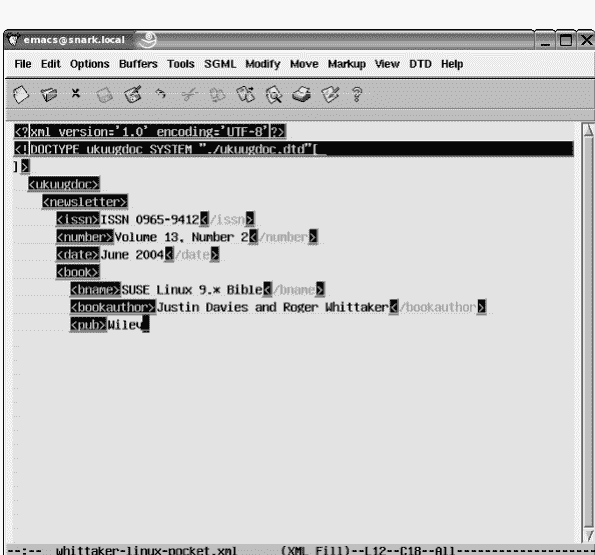 emacs@snark.local
File Edit Options Buffers Tools SGML Modify Move Markup View DTD Help
<?xml version='1.0' encoding='UTF-8'?>
<!DOCTYPE ukuugdoc SYSTEM "./ukuugdoc.dtd"[
]>
<ukuugdoc>
<newsletter>
<issn>ISSN 0965-9412</issn>
<number>Volume 13, Number 2</number>
<date>June 2004</date>
<book>
<bname>SUSE Linux 9.* Bible</bname>
<bookauthor>Justin Davies and Roger Whittaker</bookauthor>
<pub>Wiley
--:-- whittaker-linux-pocket.xml (XML Fill)--L12--C18--All----------------